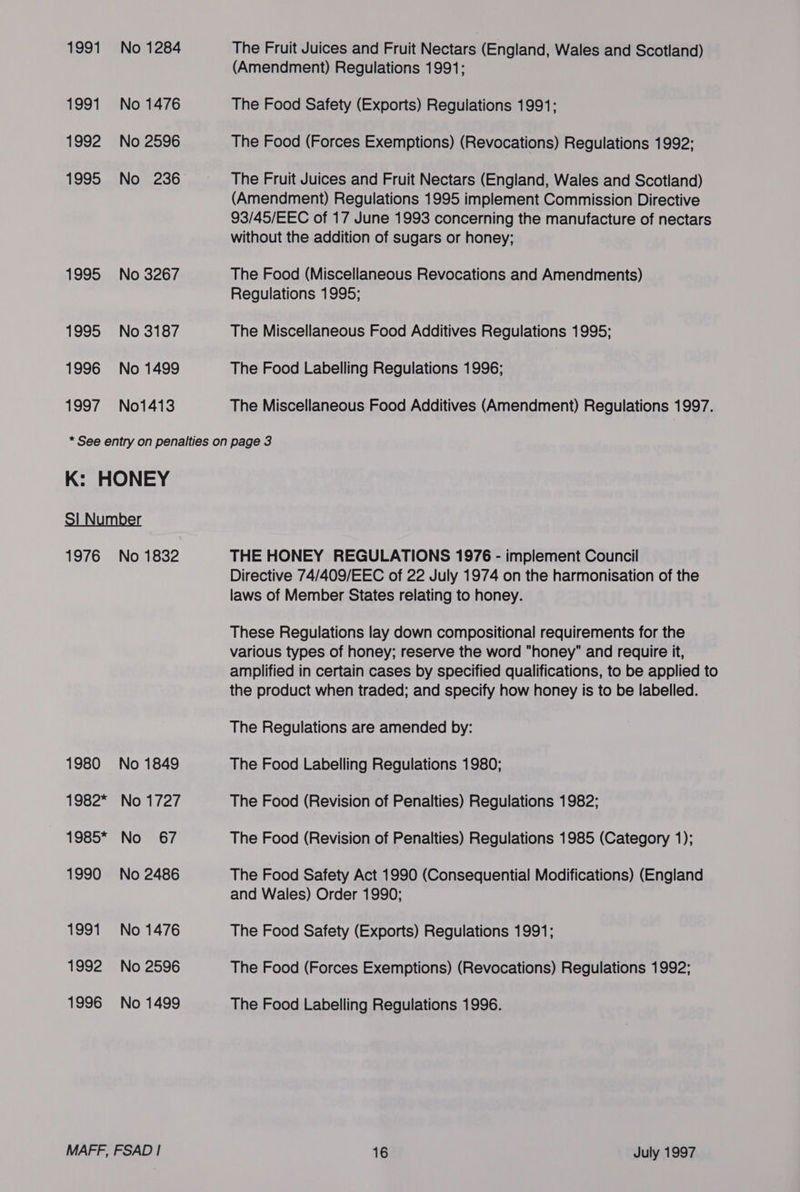 1991 No 1284 The Fruit Juices and Fruit Nectars (England, Wales and Scotland)
(Amendment) Regulations 1991;
1991 No 1476 The Food Safety (Exports) Regulations 1991;
1992 No 2596 The Food (Forces Exemptions) (Revocations) Regulations 1992;
1995 No 236 The Fruit Juices and Fruit Nectars (England, Wales and Scotland)
(Amendment) Regulations 1995 implement Commission Directive
93/45/EEC of 17 June 1993 concerning the manufacture of nectars
without the addition of sugars or honey;
1995 No 3267 The Food (Miscellaneous Revocations and Amendments)
Regulations 1995;
1995 No 3187 The Miscellaneous Food Additives Regulations 1995;
1996 No 1499 The Food Labelling Regulations 1996;
1997 No1413 The Miscellaneous Food Additives (Amendment) Regulations 1997.
* See entry on penalties on page 3
K: HONEY
SI Number
1976 No 1832 THE HONEY REGULATIONS 1976 - implement Council
Directive 74/409/EEC of 22 July 1974 on the harmonisation of the
laws of Member States relating to honey.
These Regulations lay down compositional requirements for the
various types of honey; reserve the word "honey" and require it,
amplified in certain cases by specified qualifications, to be applied to
the product when traded; and specify how honey is to be labelled.
The Regulations are amended by:
1980 No 1849 The Food Labelling Regulations 1980;
1982* No 1727 The Food (Revision of Penalties) Regulations 1982;
1985* No 67 The Food (Revision of Penalties) Regulations 1985 (Category 1);
1990 No 2486 The Food Safety Act 1990 (Consequential Modifications) (England
and Wales) Order 1990;
1991 No 1476 The Food Safety (Exports) Regulations 1991;
1992 No 2596 The Food (Forces Exemptions) (Revocations) Regulations 1992;
1996 No 1499 The Food Labelling Regulations 1996.
MAFF, FSAD I 16 July 1997